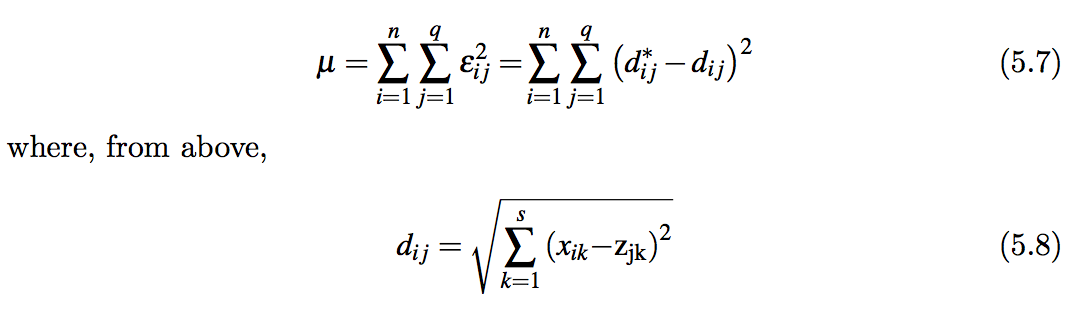 μ = ∑_{i=1}^{n} ∑_{j=1}^{q} ε_{ij}^{2} = ∑_{i=1}^{n} ∑_{j=1}^{q} (d_{ij}^{*} − d_{ij})^{2} (5.7)
where, from above,
d_{ij} = √(∑_{k=1}^{s} (x_{ik} − z_{jk})^{2}) (5.8)